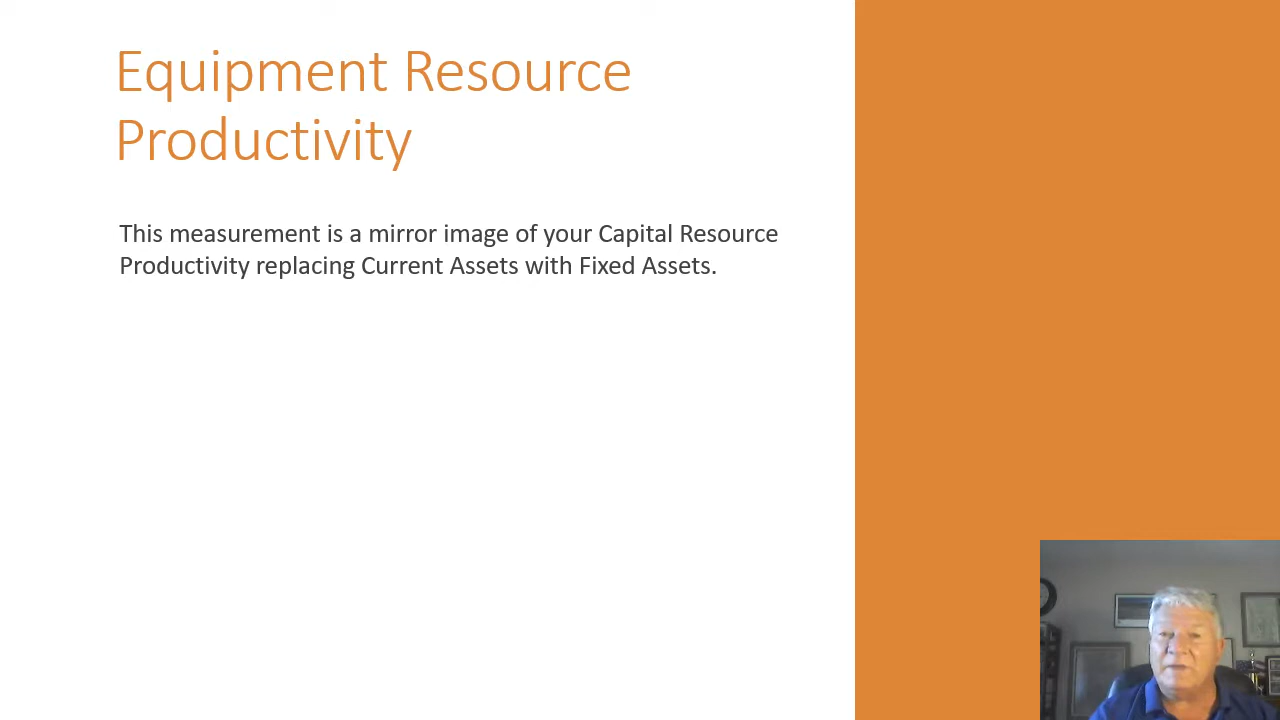 Equipment Resource
Productivity
This measurement is a mirror image of your Capital Resource
Productivity replacing Current Assets with Fixed Assets.